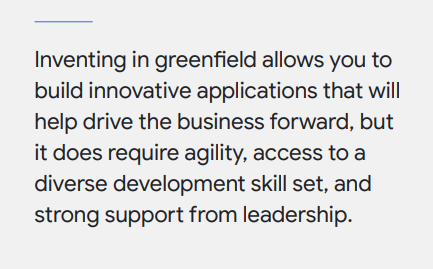 Inventing in greenfield allows you to
build innovative applications that will
help drive the business forward, but
it does require agility, access to a
diverse development skill set, and
strong support from leadership.